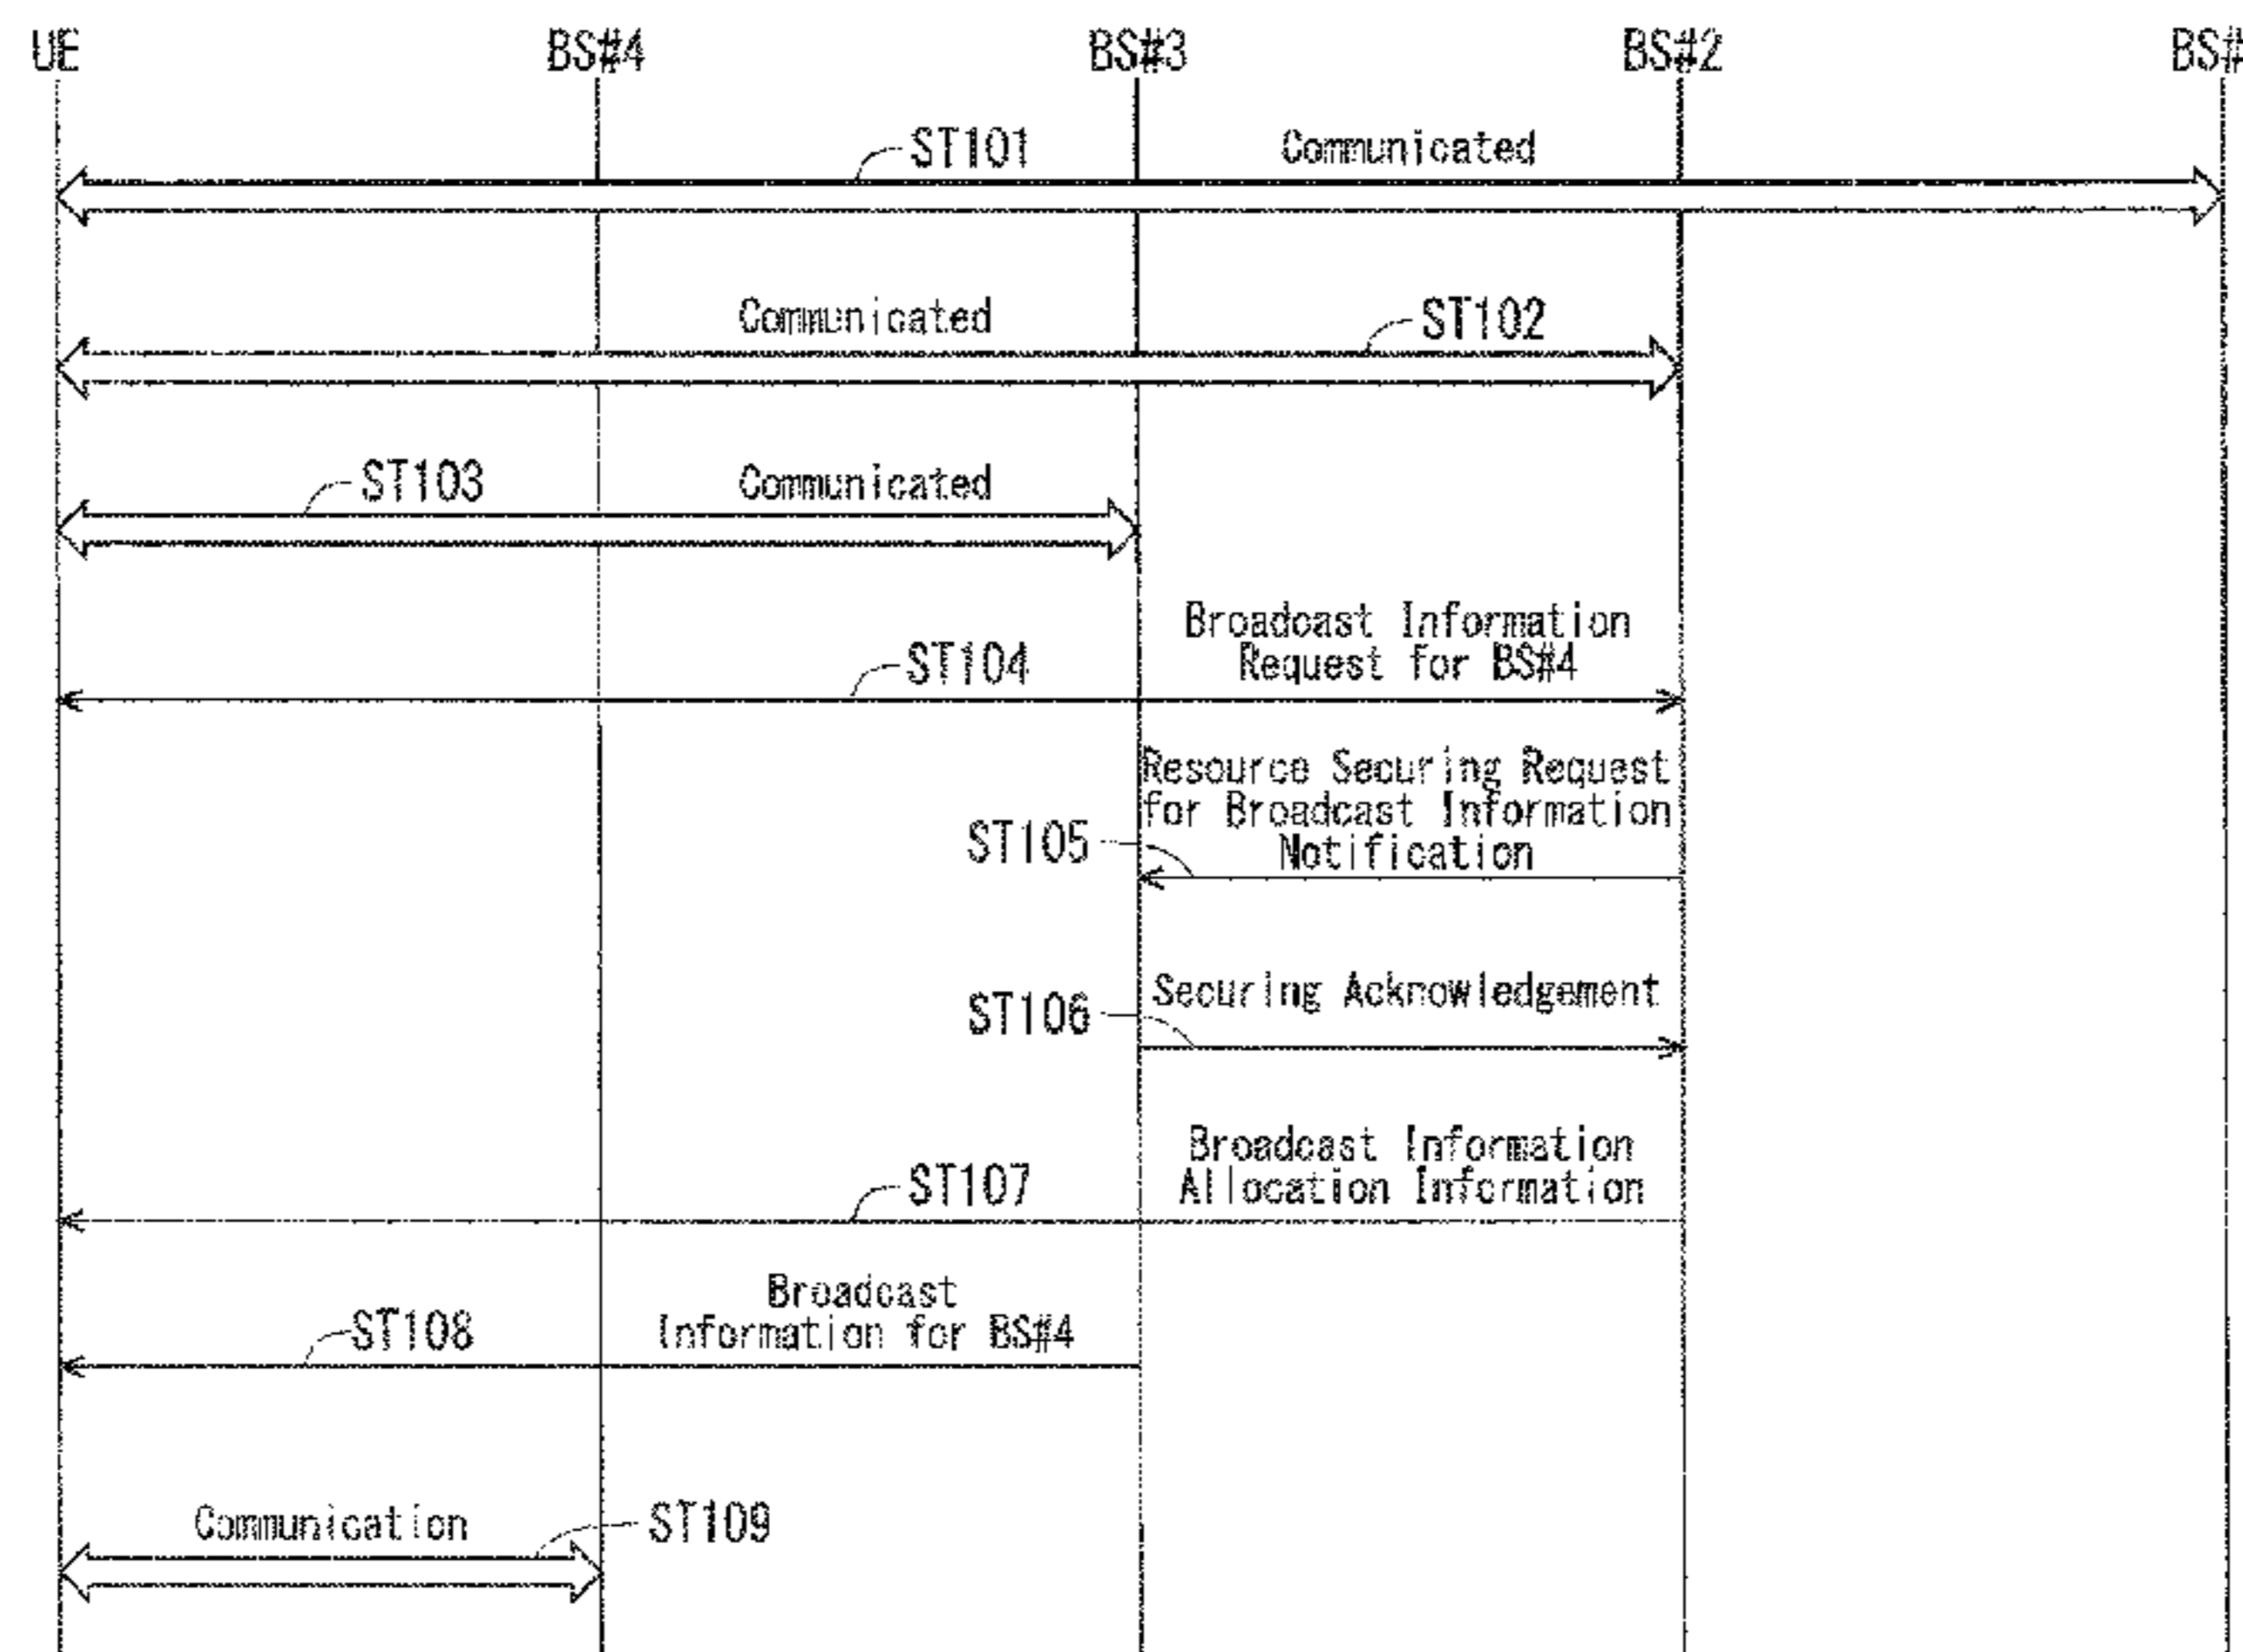 UE BS#4 BS#3 BS#2 BS#
ST101 Communicated
Communicated ST102
ST103 Communicated
Broadcast Information
ST104 Request for BS#4
Resource Securing Request
for Broadcast Information
ST105 Notification
Securing Acknowledgement
ST106
Broadcast Information
ST107 Allocation Information
Broadcast
ST108 Information for BS#4
Communication ST109